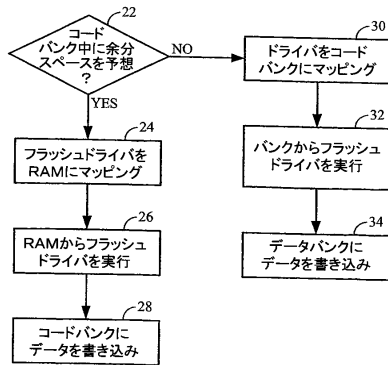 22
コード
バンク中に余分
スペースを予想
?
NO
YES
24
フラッシュドライバを
RAMにマッピング
26
RAMからフラッシュ
ドライバを実行
28
コードバンクに
データを書き込み
30
ドライバをコード
バンクにマッピング
32
バンクからフラッシュ
ドライバを実行
34
データバンクに
データを書き込み